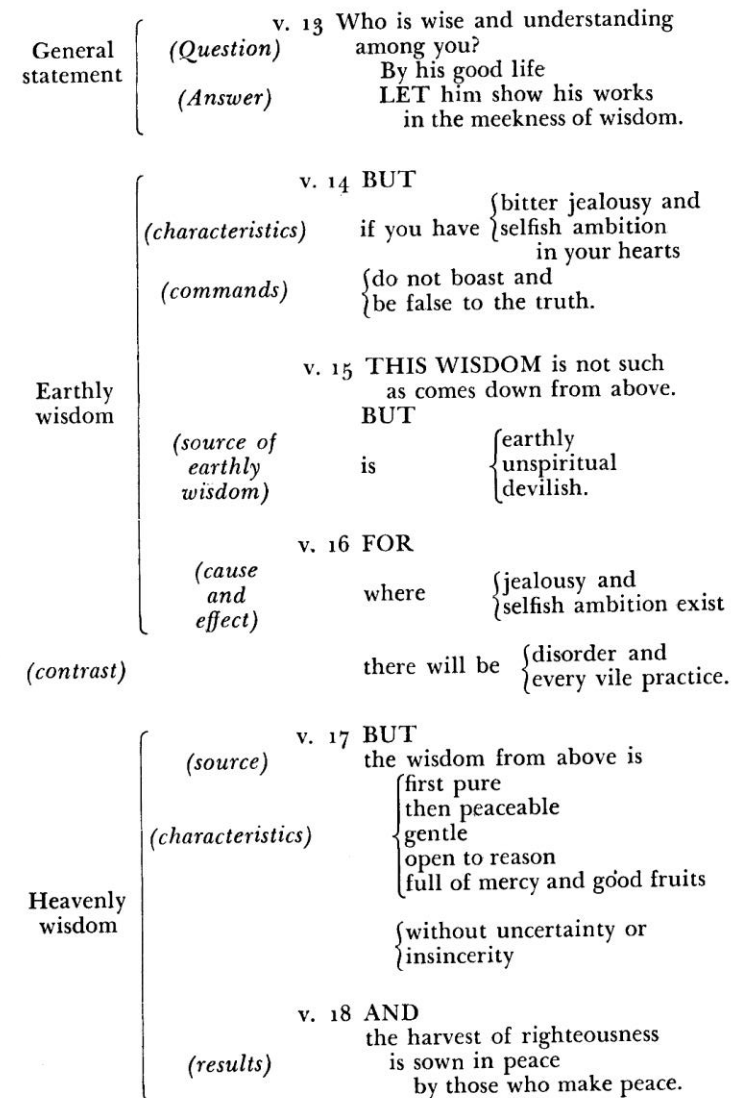 v. 13 Who is wise and understanding
General (Question) among you?
statement By his good life
(Answer) LET him show his works
in the meekness of wisdom.
v. 14 BUT
bitter jealousy and
(characteristics) if you have selfish ambition
in your hearts
(commands) do not boast and
be false to the truth.
v. 15 THIS WISDOM is not such
Earthly as comes down from above.
wisdom BUT
(source of earthly
earthly is unspiritual
wisdom) devilish.
v. 16 FOR
(cause jealousy and
and where selfish ambition exist
effect)
(contrast) there will be disorder and
every vile practice.
v. 17 BUT
(source) the wisdom from above is
first pure
then peaceable
(characteristics) gentle
open to reason
full of mercy and good fruits
Heavenly
wisdom without uncertainty or
insincerity
v. 18 AND
the harvest of righteousness
(results) is sown in peace
by those who make peace.